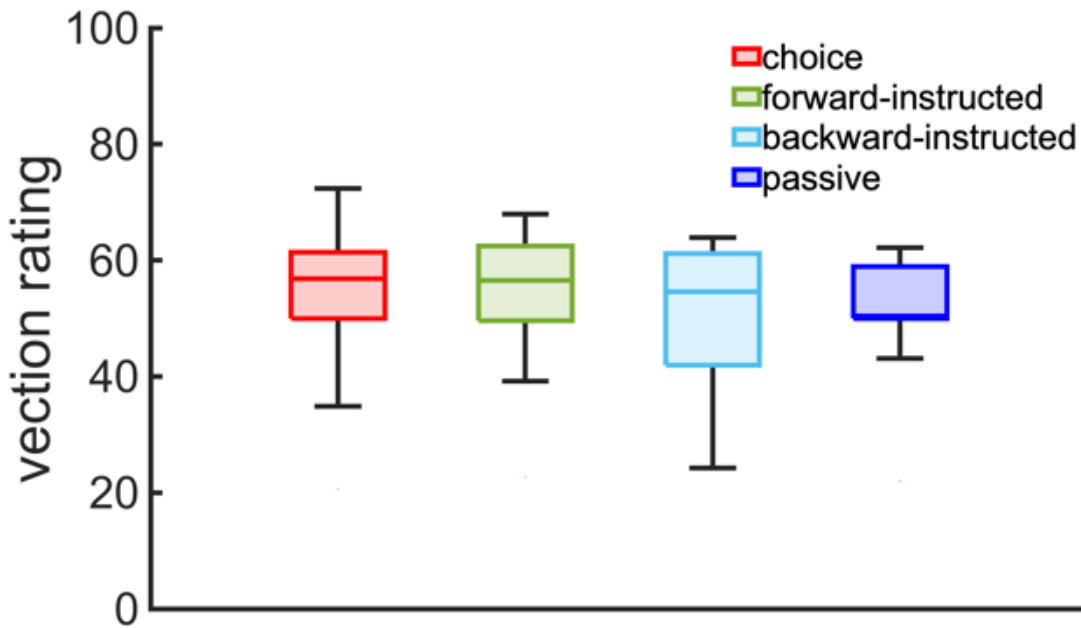 100
80
60
40
20
0
vection rating
choice
forward-instructed
backward-instructed
passive